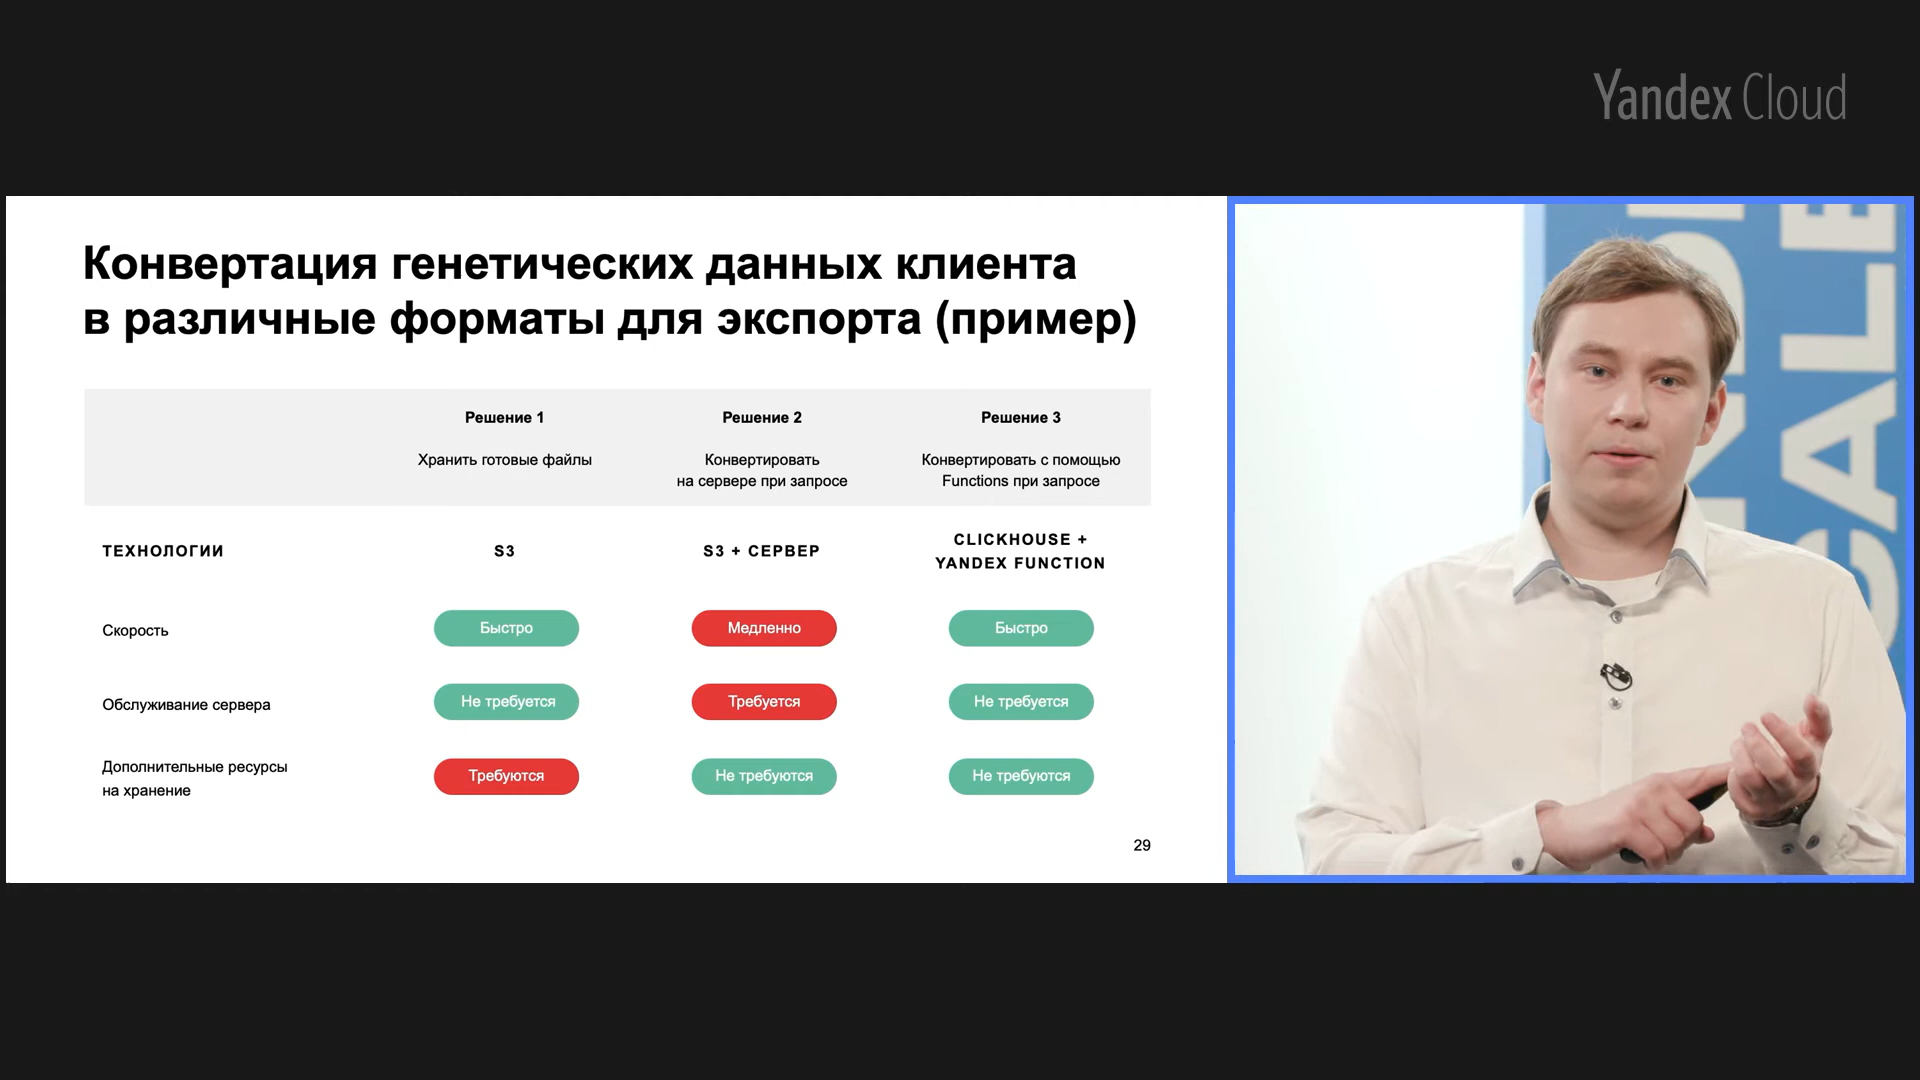 Yandex Cloud
Конвертация генетических данных клиента
в различные форматы для экспорта (пример)
Решение 1
Решение 2
Решение 3
Хранить готовые файлы
Конвертировать
на сервере при запросе
Конвертировать с помощью
Functions при запросе
ТЕХНОЛОГИИ
S3
S3 + СЕРВЕР
CLICKHOUSE +
YANDEX FUNCTION
Скорость
Быстро
Медленно
Быстро
Обслуживание сервера
Не требуется
Требуется
Не требуется
Дополнительные ресурсы
на хранение
Требуются
Не требуются
Не требуются
29